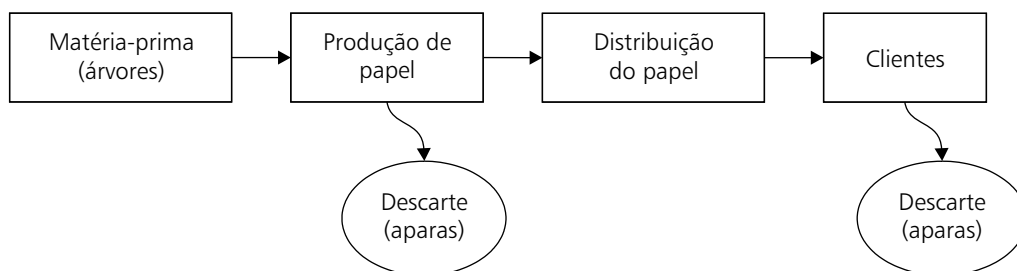 Matéria-prima
(árvores)
Produção de
papel
Distribuição
do papel
Clientes
Descarte
(aparas)
Descarte
(aparas)